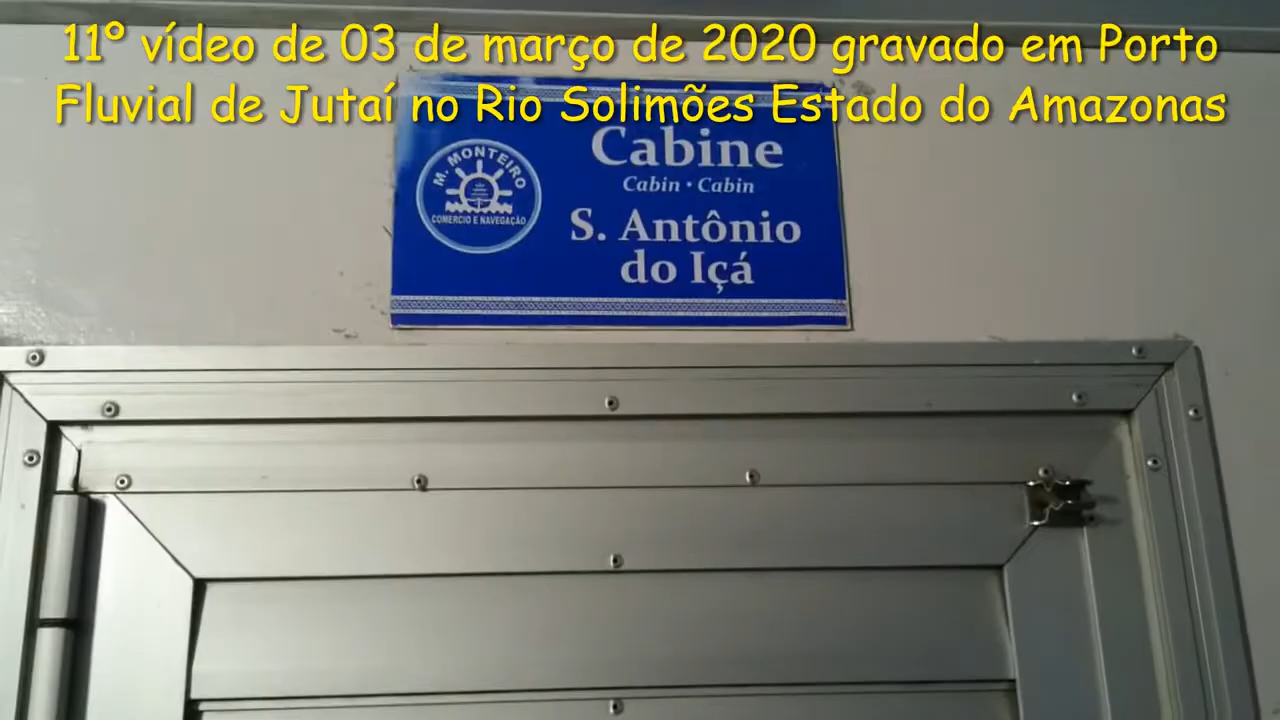 11º vídeo de 03 de março de 2020 gravado em Porto
Fluvial de Jutaí no Rio Solimões Estado do Amazonas
M. MONTEIRO
COMERCIO E NAVEGAÇÃO
Cabine
Cabin • Cabin
S. Antônio
do Içá